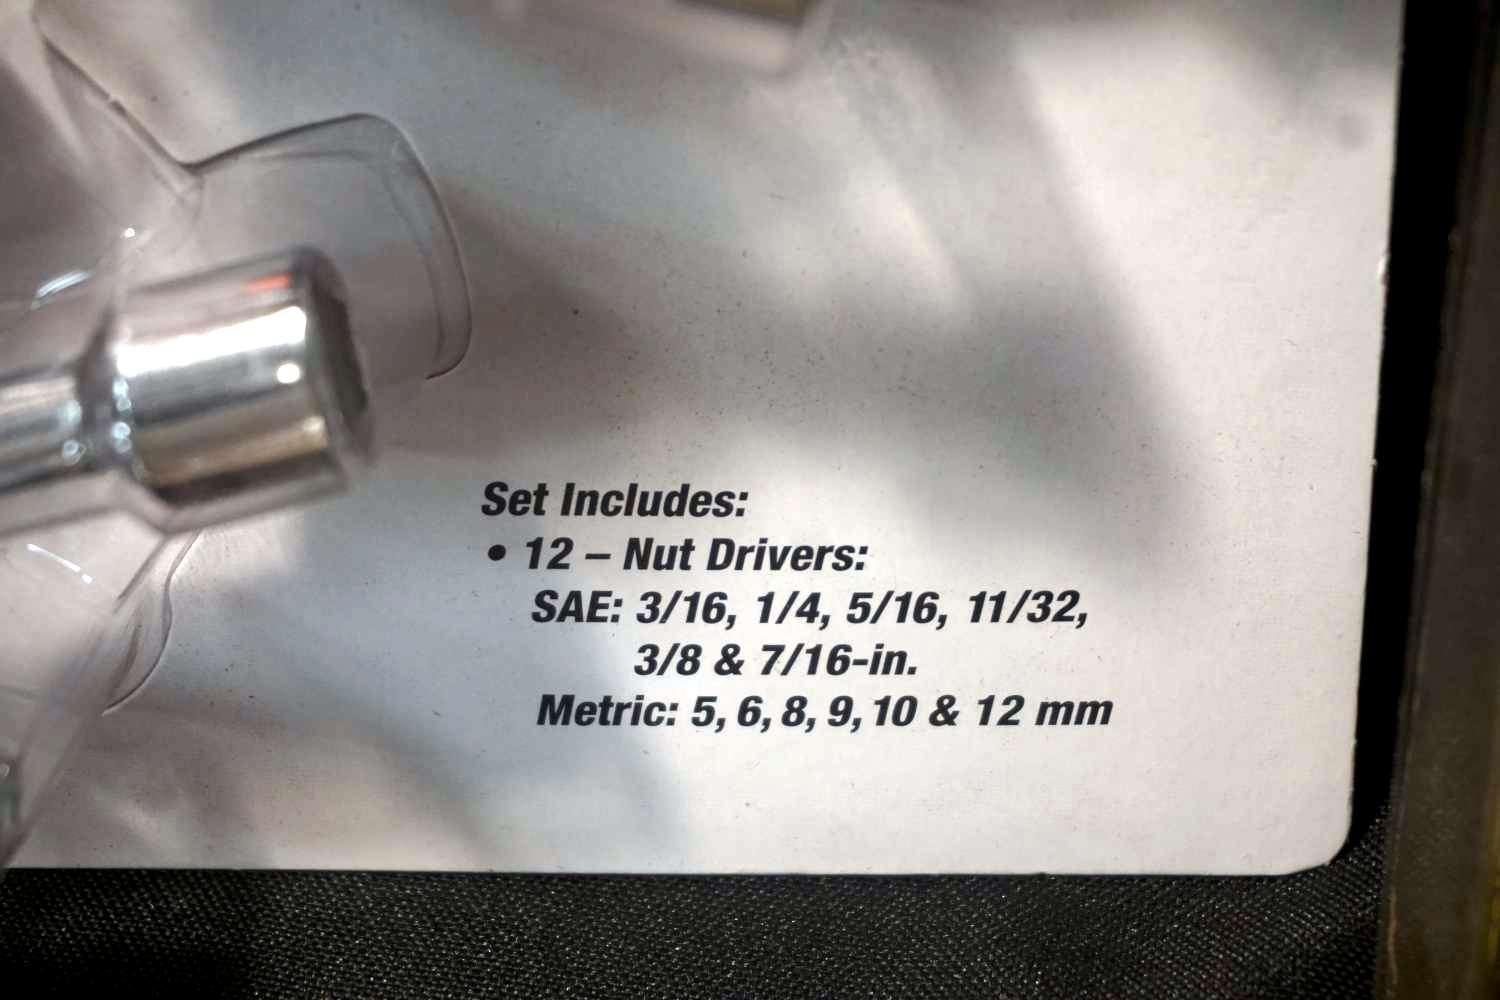 Set Includes:
• 12 – Nut Drivers:
SAE: 3/16, 1/4, 5/16, 11/32,
3/8 & 7/16-in.
Metric: 5, 6, 8, 9, 10 & 12 mm